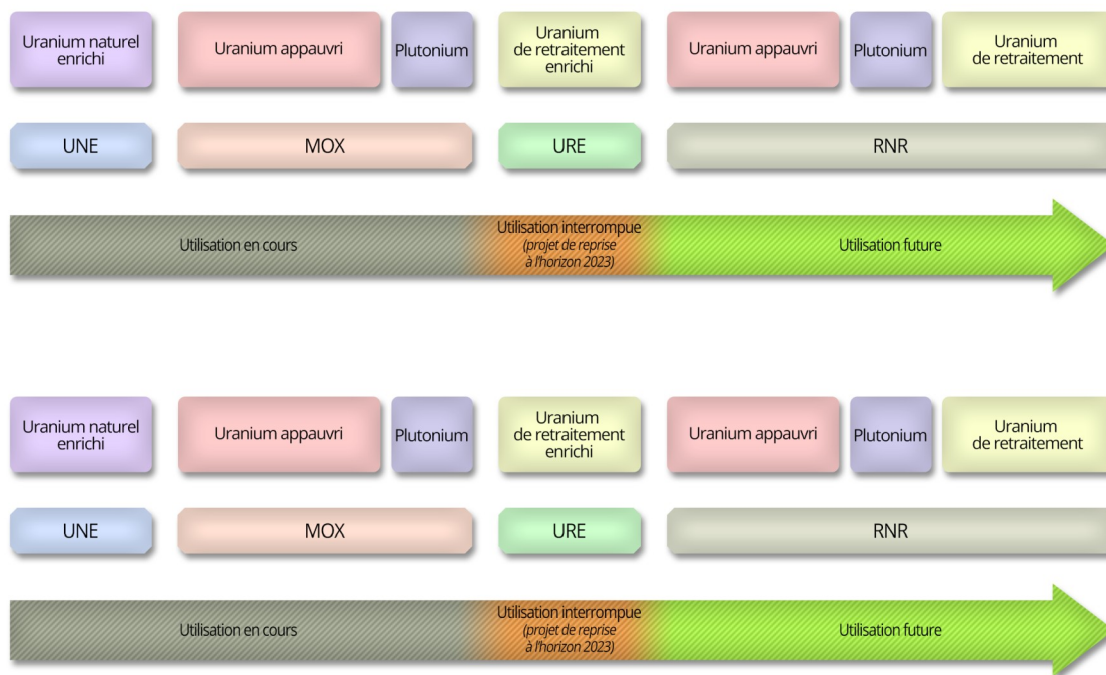 Uranium naturel
enrichi
Uranium appauvri
Plutonium
Uranium
de retraitement
enrichi
Uranium appauvri
Plutonium
Uranium
de retraitement
UNE
MOX
URE
RNR
Utilisation en cours
Utilisation interrompue
(projet de reprise
à l'horizon 2023)
Utilisation future
Uranium naturel
enrichi
Uranium appauvri
Plutonium
Uranium
de retraitement
enrichi
Uranium appauvri
Plutonium
Uranium
de retraitement
UNE
MOX
URE
RNR
Utilisation en cours
Utilisation interrompue
(projet de reprise
à l'horizon 2023)
Utilisation future